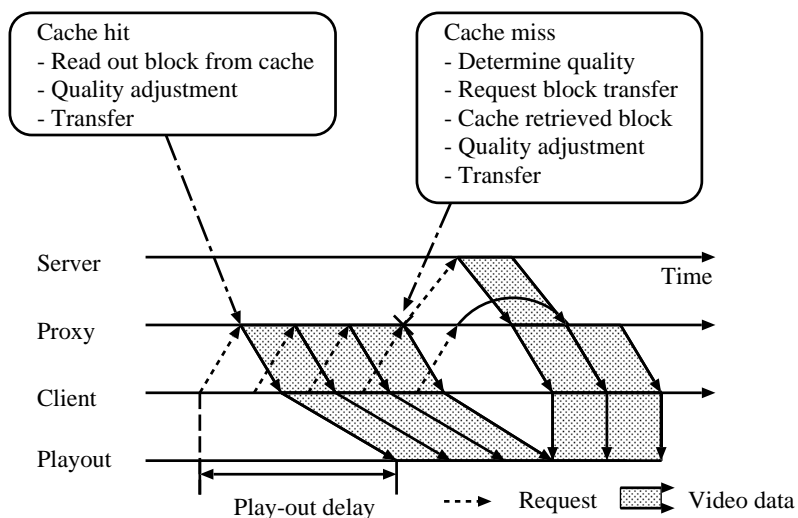 Cache hit
- Read out block from cache
- Quality adjustment
- Transfer
Cache miss
- Determine quality
- Request block transfer
- Cache retrieved block
- Quality adjustment
- Transfer
Server
Time
Proxy
Client
Playout
Play-out delay
Request
Video data